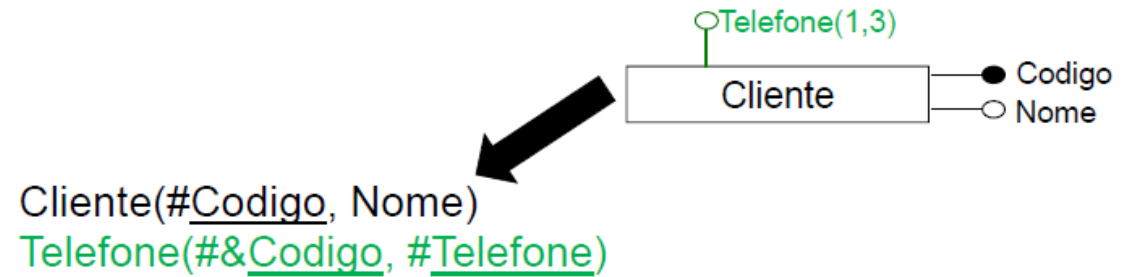 Telefone(1,3)
Cliente
Codigo
Nome
Cliente(#Codigo, Nome)
Telefone(#&Codigo, #Telefone)